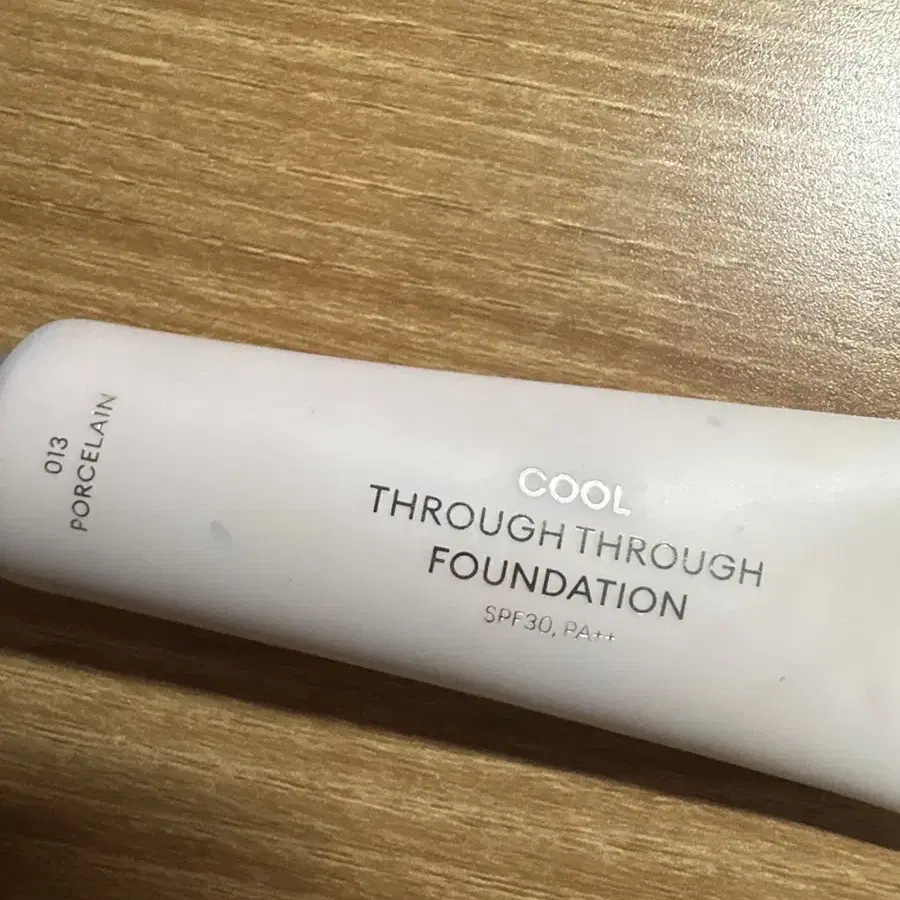 013
PORCELAIN
COOL
THROUGH THROUGH
FOUNDATION
SPF30, PA++